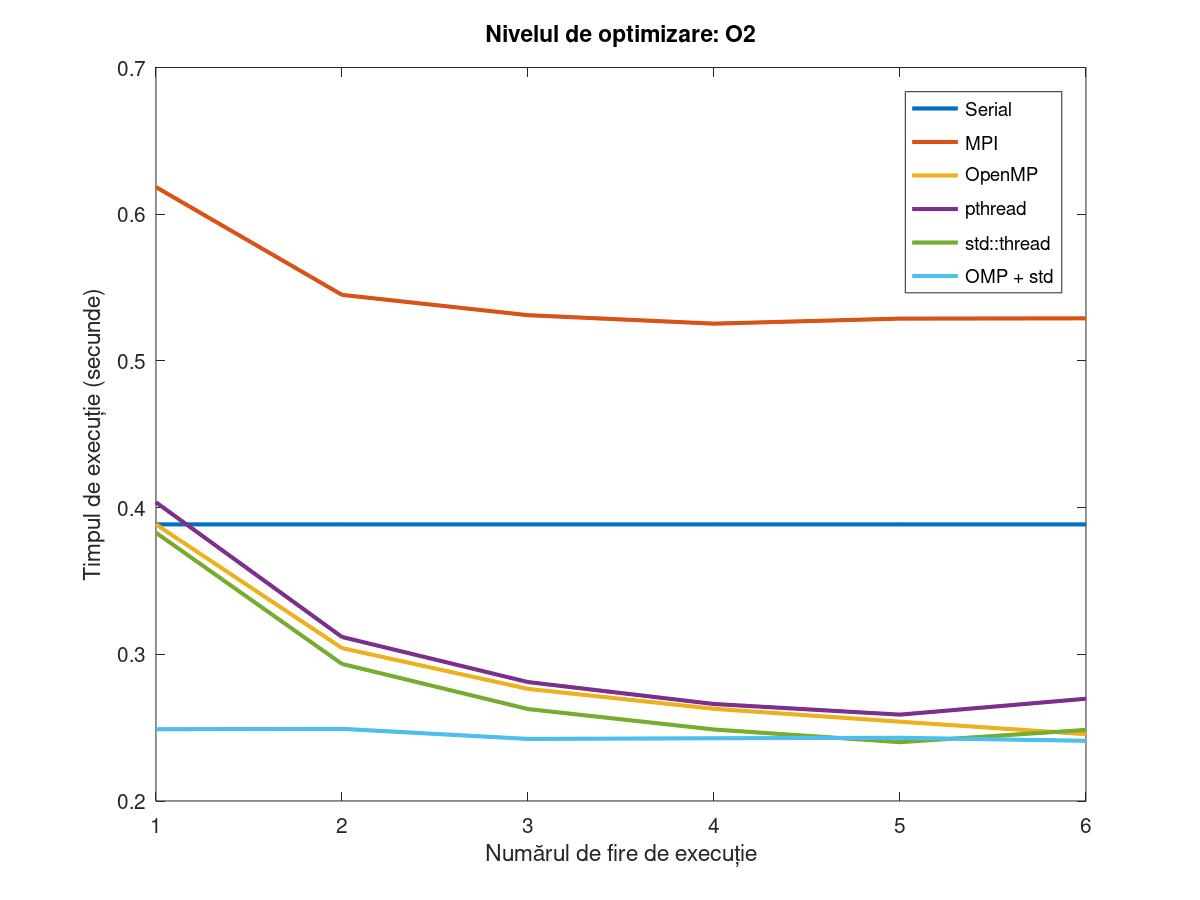 Nivelul de optimizare: O2
0.7
0.6
0.5
0.4
0.3
0.2
Timpul de execuție (secunde)
Serial
MPI
OpenMP
pthread
std::thread
OMP + std
1 2 3 4 5 6
Numărul de fire de execuție